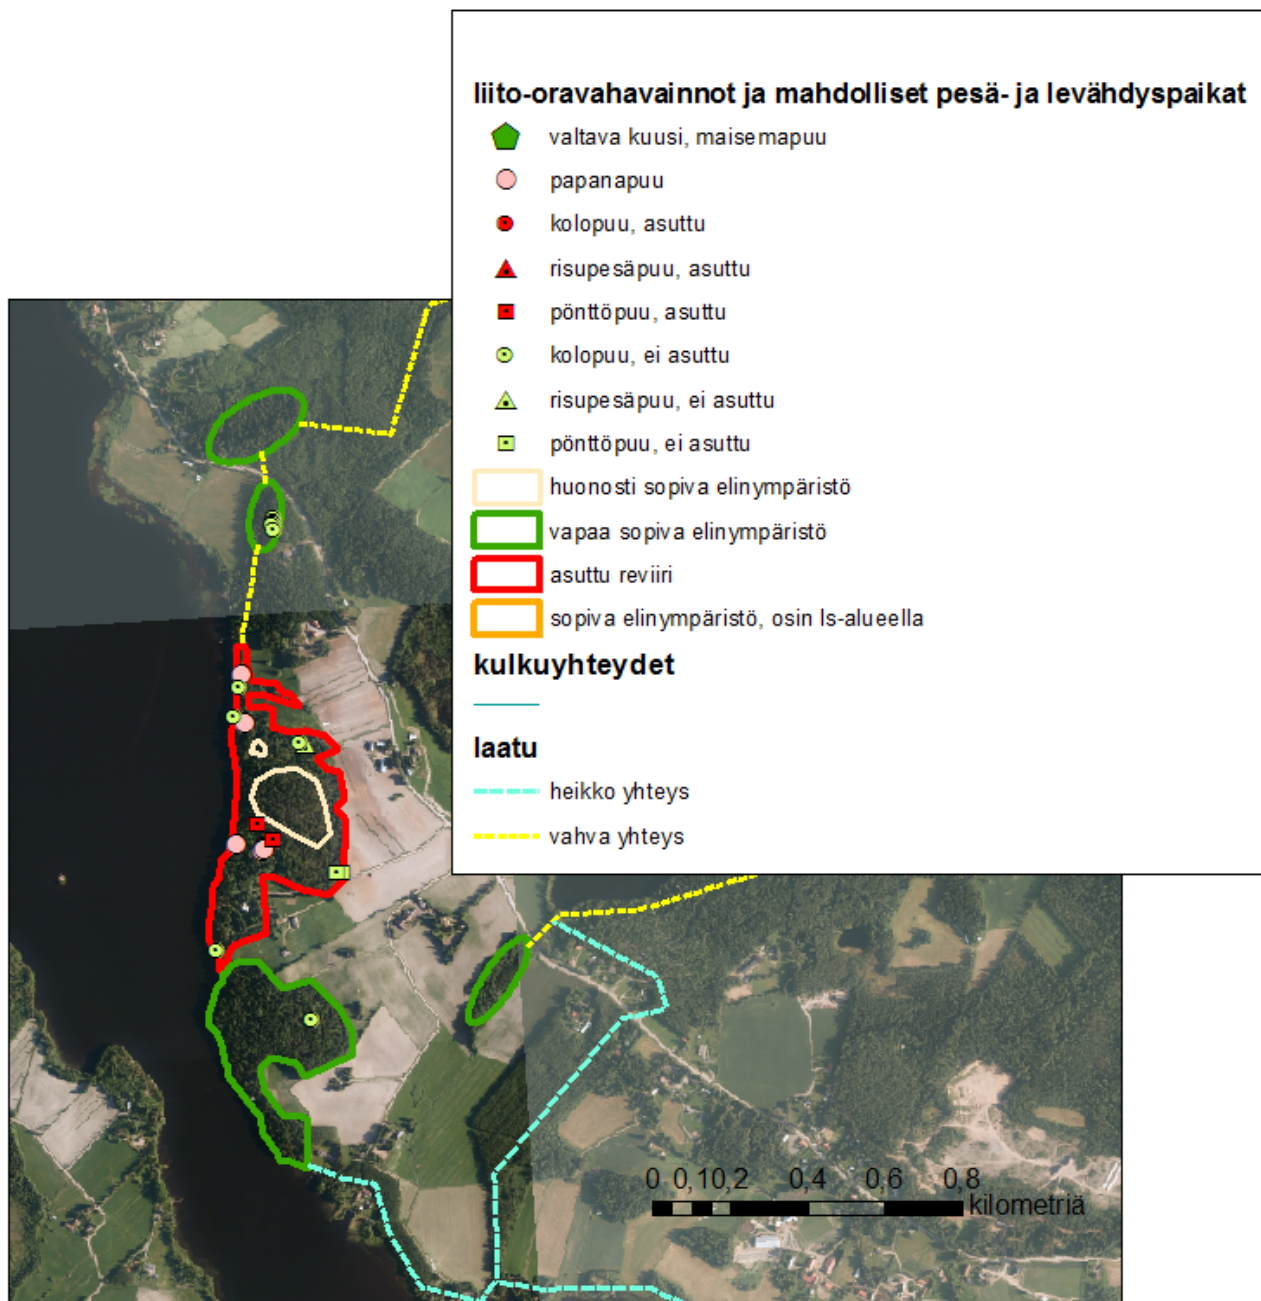 liito-oravahavainnot ja mahdolliset pesä- ja levähdyspaikat
valtava kuusi, maisemapuu
papanapuu
kolopuu, asuttu
risupesäpuu, asuttu
pönttöpuu, asuttu
kolopuu, ei asuttu
risupesäpuu, ei asuttu
pönttöpuu, ei asuttu
huonosti sopiva elinympäristö
vapaa sopiva elinympäristö
asuttu reviiri
sopiva elinympäristö, osin ls-alueella
kulkuyhteydet
laatu
heikko yhteys
vahva yhteys
0 0,10,2 0,4 0,6 0,8
kilometriä